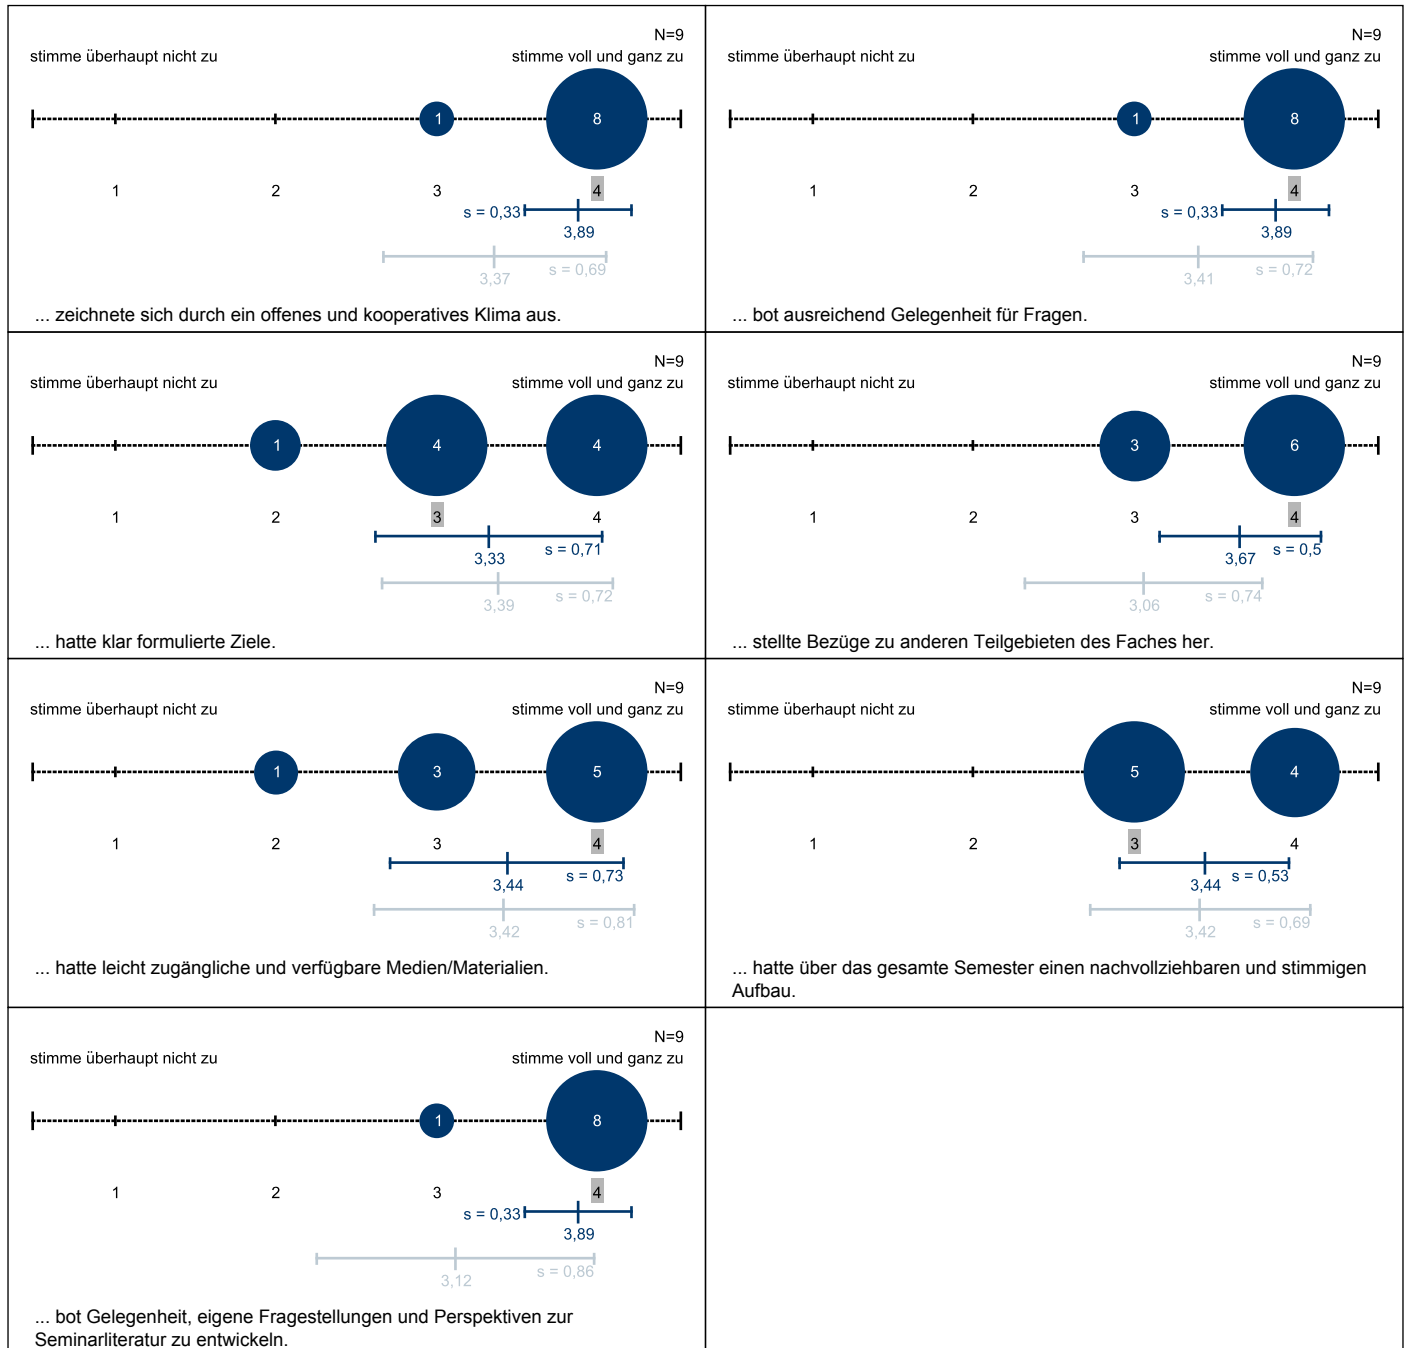 N=9
stimme überhaupt nicht zu stimme voll und ganz zu
1 8
1 2 3 4
s = 0,33
3,89
3,37 s = 0,69
... zeichnete sich durch ein offenes und kooperatives Klima aus.
N=9
stimme überhaupt nicht zu stimme voll und ganz zu
1 8
1 2 3 4
s = 0,33
3,89
3,41 s = 0,72
... bot ausreichend Gelegenheit für Fragen.
N=9
stimme überhaupt nicht zu stimme voll und ganz zu
1 4 4
1 2 3 4
3,33 s = 0,71
3,39 s = 0,72
... hatte klar formulierte Ziele.
N=9
stimme überhaupt nicht zu stimme voll und ganz zu
3 6
1 2 3 4
3,67 s = 0,5
3,06 s = 0,74
... stellte Bezüge zu anderen Teilgebieten des Faches her.
N=9
stimme überhaupt nicht zu stimme voll und ganz zu
1 3 5
1 2 3 4
3,44 s = 0,73
3,42 s = 0,81
... hatte leicht zugängliche und verfügbare Medien/Materialien.
N=9
stimme überhaupt nicht zu stimme voll und ganz zu
5 4
1 2 3 4
3,44 s = 0,53
3,42 s = 0,69
... hatte über das gesamte Semester einen nachvollziehbaren und stimmigen
Aufbau.
N=9
stimme überhaupt nicht zu stimme voll und ganz zu
1 8
1 2 3 4
s = 0,33
3,89
3,12 s = 0,86
... bot Gelegenheit, eigene Fragestellungen und Perspektiven zur
Seminarliteratur zu entwickeln.